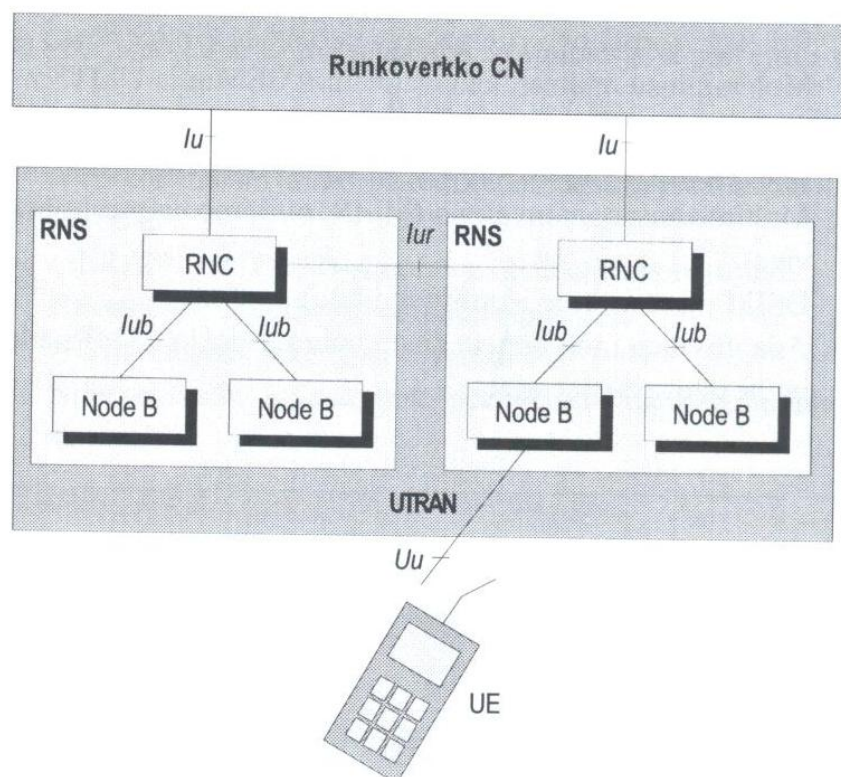 Runkoverkko CN
Iu
Iu
RNS
RNC
Iur
RNS
RNC
Iub
Iub
Iub
Iub
Node B
Node B
Node B
Node B
UTRAN
Uu
UE